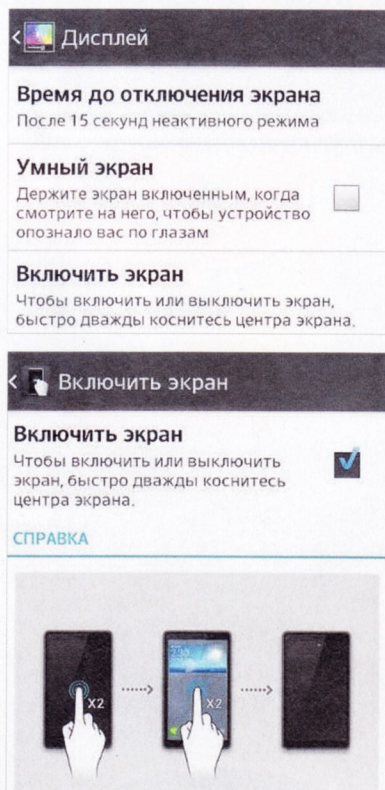 Дисплей
Время до отключения экрана
После 15 секунд неактивного режима
Умный экран
Держите экран включенным, когда
смотрите на него, чтобы устройство
опознало вас по глазам
Включить экран
Чтобы включить или выключить экран,
быстро дважды коснитесь центра экрана.
Включить экран
Включить экран
Чтобы включить или выключить
экран, быстро дважды коснитесь
центра экрана.
СПРАВКА
X2
X2